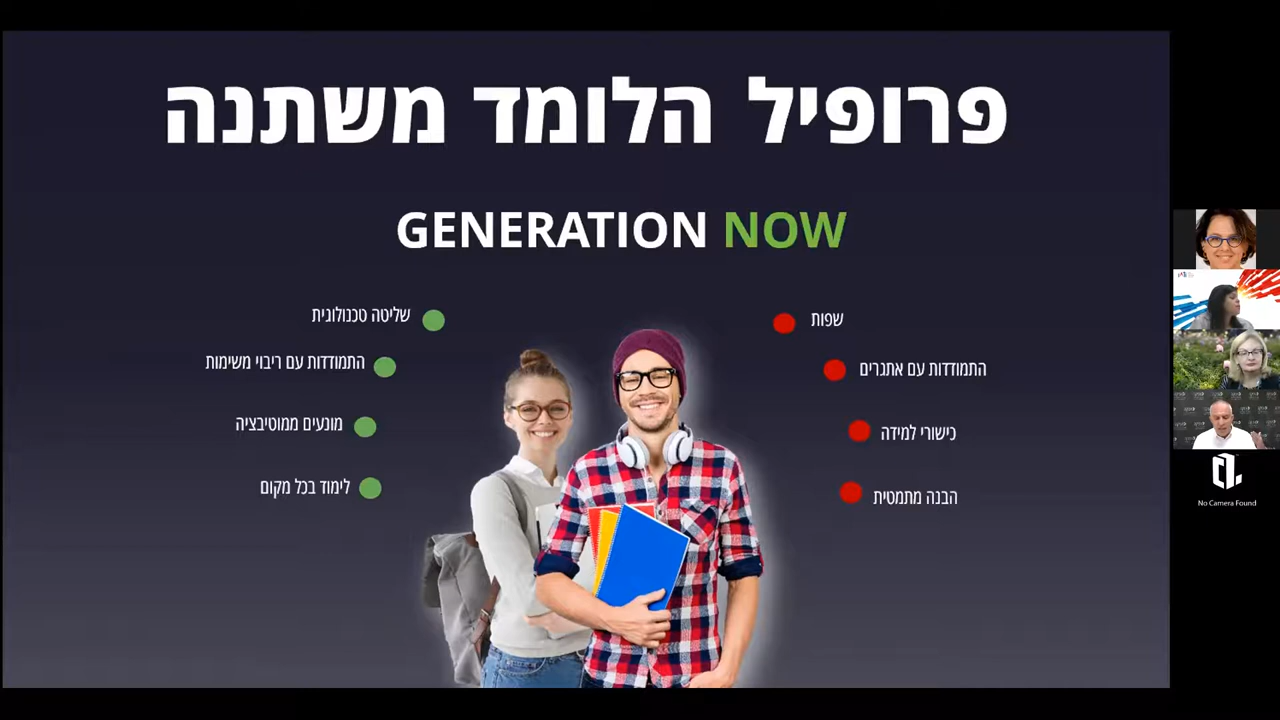 פרופיל הלומד משתנה
GENERATION NOW
שפות
התמודדות עם אתגרים
כישורי למידה
הבנה מתמטית
שליטה טכנולוגית
התמודדות עם ריבוי משימות
מונעים ממוטיבציה
לימוד בכל מקום
No Camera Found